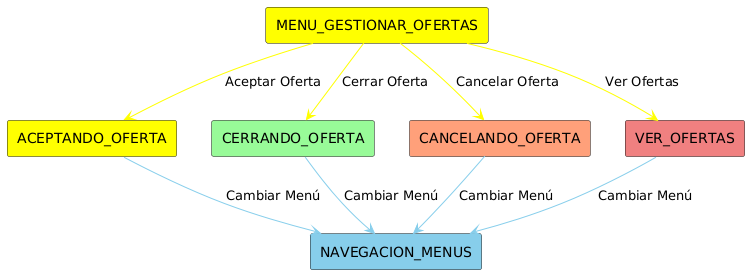 MENU_GESTIONAR_OFERTAS
Aceptar Oferta
Cerrar Oferta
Cancelar Oferta
Ver Ofertas
ACEPTANDO_OFERTA
CERRANDO_OFERTA
CANCELANDO_OFERTA
VER_OFERTAS
Cambiar Menú
Cambiar Menú
Cambiar Menú
Cambiar Menú
NAVEGACION_MENUS